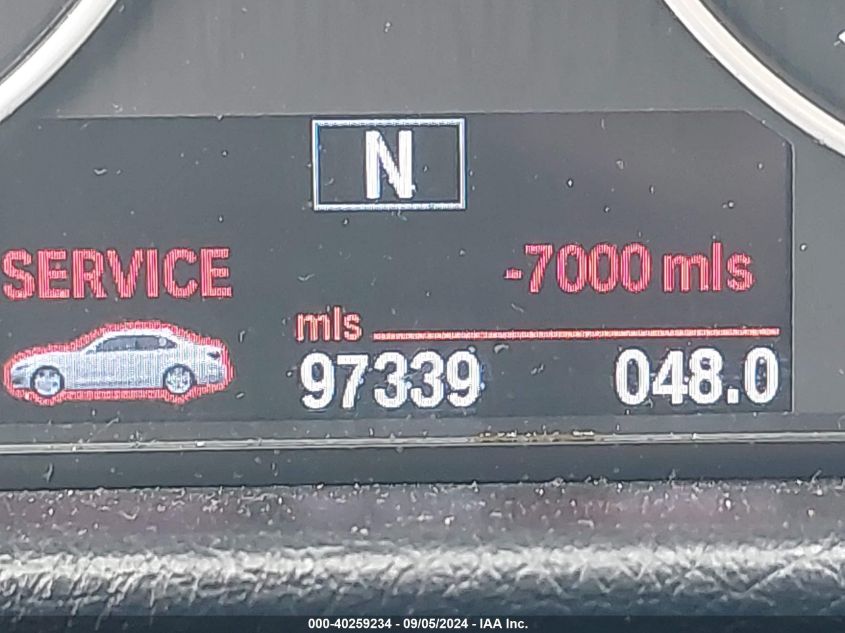 N
SERVICE -7000 mls
mls
97339 048.0
000-40259234 - 09/05/2024 - IAA Inc.